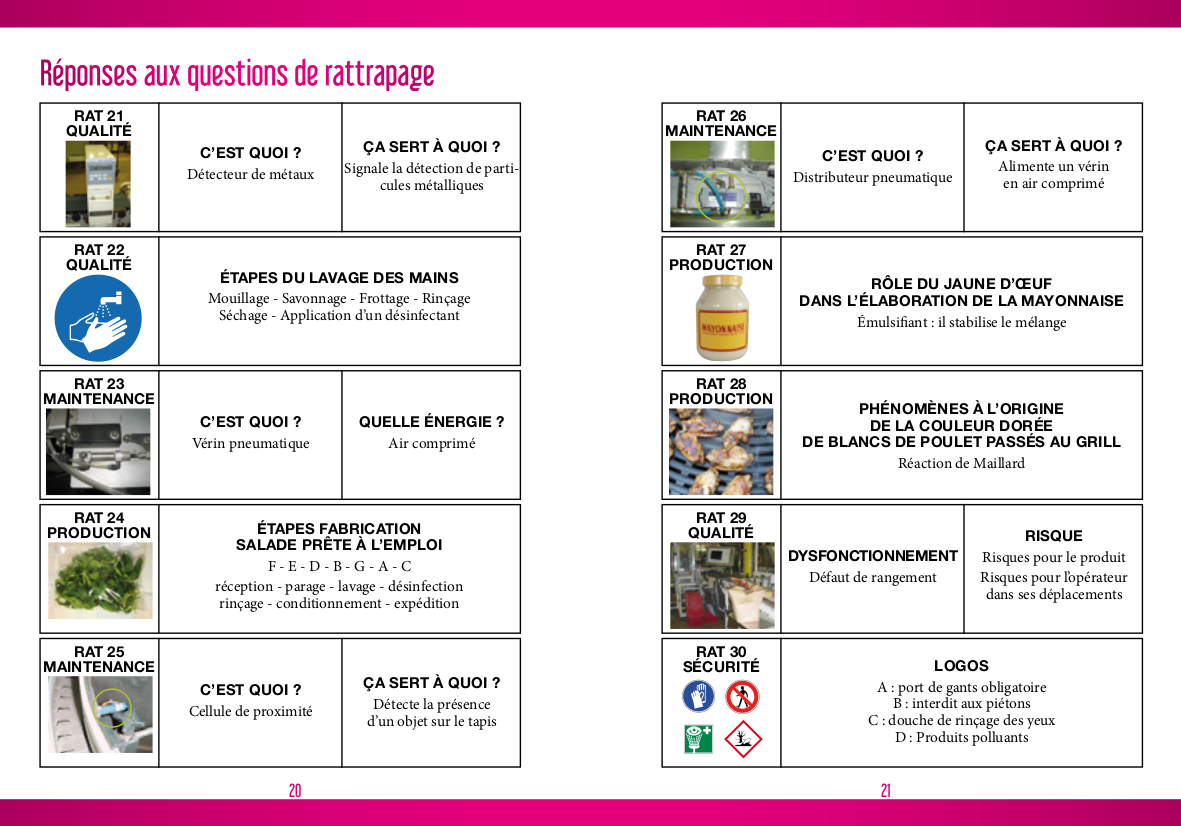 Réponses aux questions de rattrapage
RAT 21
QUALITÉ
C'EST QUOI ?
Détecteur de métaux
ÇA SERT À QUOI ?
Signale la détection de parti-
cules métalliques
RAT 22
QUALITÉ
ÉTAPES DU LAVAGE DES MAINS
Mouillage - Savonnage - Frottage - Rinçage
Séchage - Application d'un désinfectant
RAT 23
MAINTENANCE
C'EST QUOI ?
Vérin pneumatique
QUELLE ÉNERGIE ?
Air comprimé
RAT 24
PRODUCTION
ÉTAPES FABRICATION
SALADE PRÊTE À L'EMPLOI
F - E - D - B - G - A - C
réception - parage - lavage - désinfection
rinçage - conditionnement - expédition
RAT 25
MAINTENANCE
C'EST QUOI ?
Cellule de proximité
ÇA SERT À QUOI ?
Détecte la présence
d'un objet sur le tapis
20
RAT 26
MAINTENANCE
C'EST QUOI ?
Distributeur pneumatique
ÇA SERT À QUOI ?
Alimente un vérin
en air comprimé
RAT 27
PRODUCTION
MAYONNAISE
RÔLE DU JAUNE D'ŒUF
DANS L'ÉLABORATION DE LA MAYONNAISE
Émulsifiant : il stabilise le mélange
RAT 28
PRODUCTION
PHÉNOMÈNES À L'ORIGINE
DE LA COULEUR DORÉE
DE BLANCS DE POULET PASSÉS AU GRILL
Réaction de Maillard
RAT 29
QUALITÉ
DYSFONCTIONNEMENT
Défaut de rangement
RISQUE
Risques pour le produit
Risques pour l'opérateur
dans ses déplacements
RAT 30
SÉCURITÉ
LOGOS
A : port de gants obligatoire
B : interdit aux piétons
C : douche de rinçage des yeux
D : Produits polluants
21